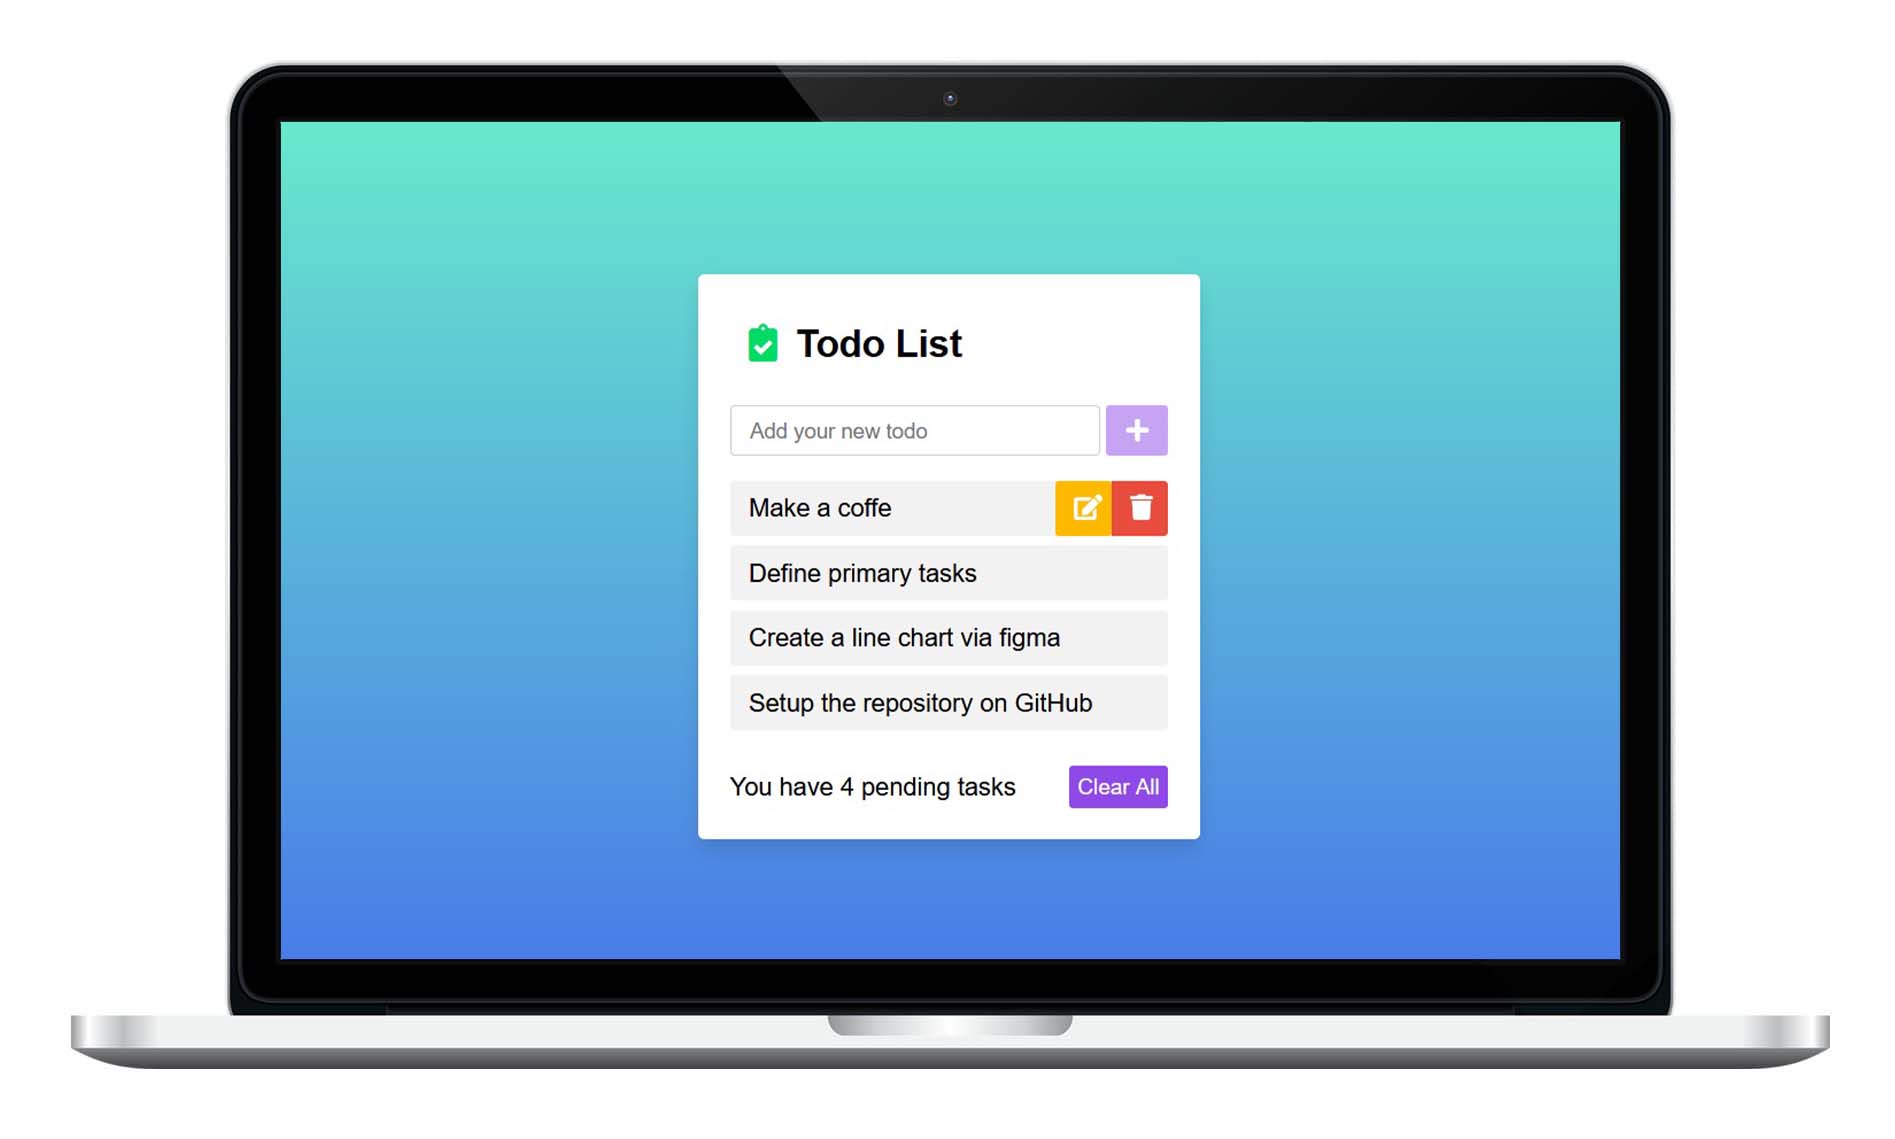 Todo List
Add your new todo
Make a coffe
Define primary tasks
Create a line chart via figma
Setup the repository on GitHub
You have 4 pending tasks
Clear All